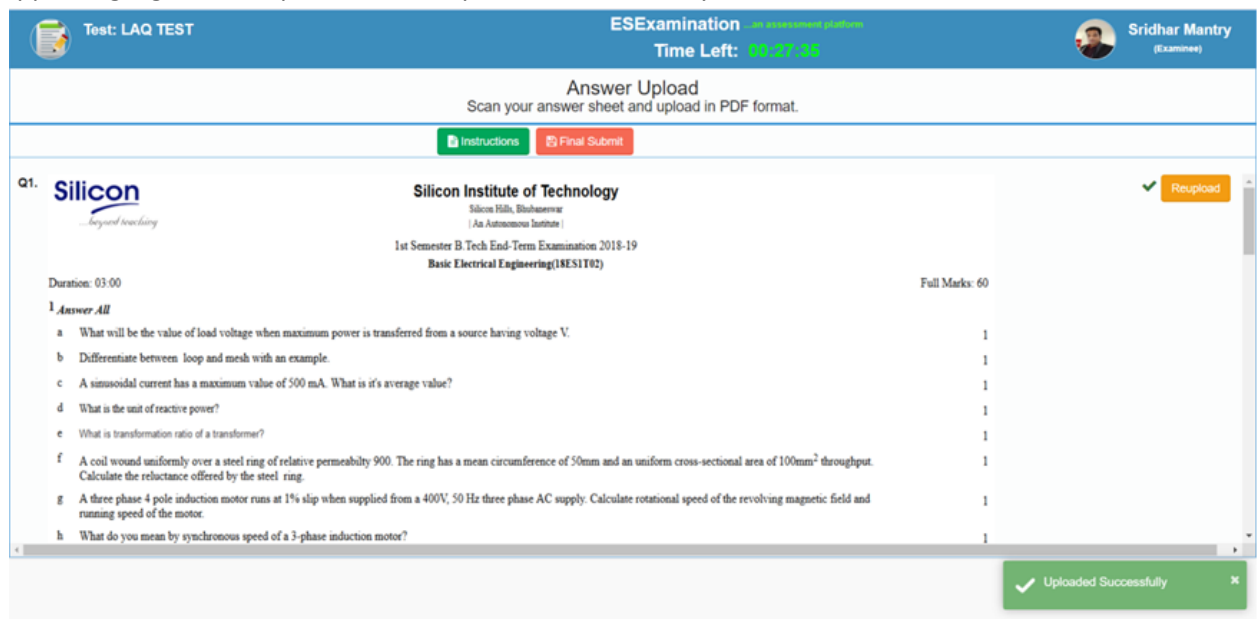 Test: LAQ TEST
ESExamination ...an assessment platform
Time Left: 00:27:35
Sridhar Mantry
(Examinee)
Answer Upload
Scan your answer sheet and upload in PDF format.
Instructions
Final Submit
Q1.
Silicon
...beyond teaching
Silicon Institute of Technology
Silicon Hills, Bhubaneswar
| An Autonomous Institute |
1st Semester B.Tech End-Term Examination 2018-19
Basic Electrical Engineering(18ES1T02)
Reupload
Duration: 03:00
Full Marks: 60
1 Answer All
a What will be the value of load voltage when maximum power is transferred from a source having voltage V. 1
b Differentiate between loop and mesh with an example. 1
c A sinusoidal current has a maximum value of 500 mA. What is it's average value? 1
d What is the unit of reactive power? 1
e What is transformation ratio of a transformer? 1
f A coil wound uniformly over a steel ring of relative permeabilty 900. The ring has a mean circumference of 50mm and an uniform cross-sectional area of 100mm² throughput. 1
Calculate the reluctance offered by the steel ring.
g A three phase 4 pole induction motor runs at 1% slip when supplied from a 400V, 50 Hz three phase AC supply. Calculate rotational speed of the revolving magnetic field and 1
running speed of the motor.
h What do you mean by synchronous speed of a 3-phase induction motor? 1
Uploaded Successfully